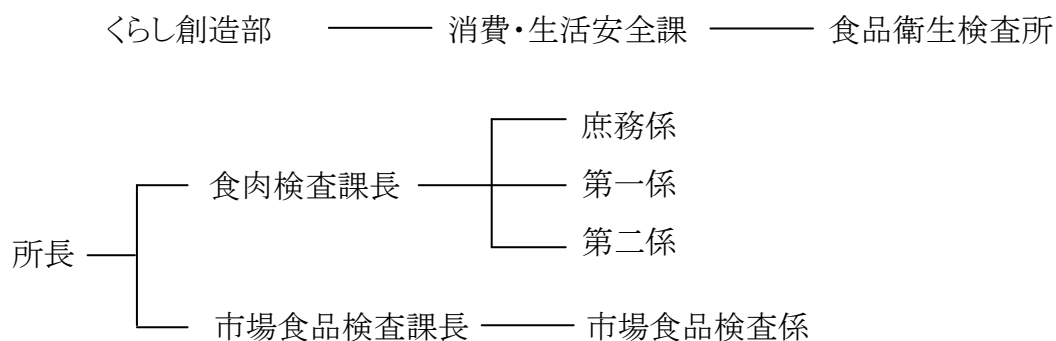 くらし創造部 消費・生活安全課 食品衛生検査所
庶務係
食肉検査課長 第一係
第二係
所長
市場食品検査課長 市場食品検査係